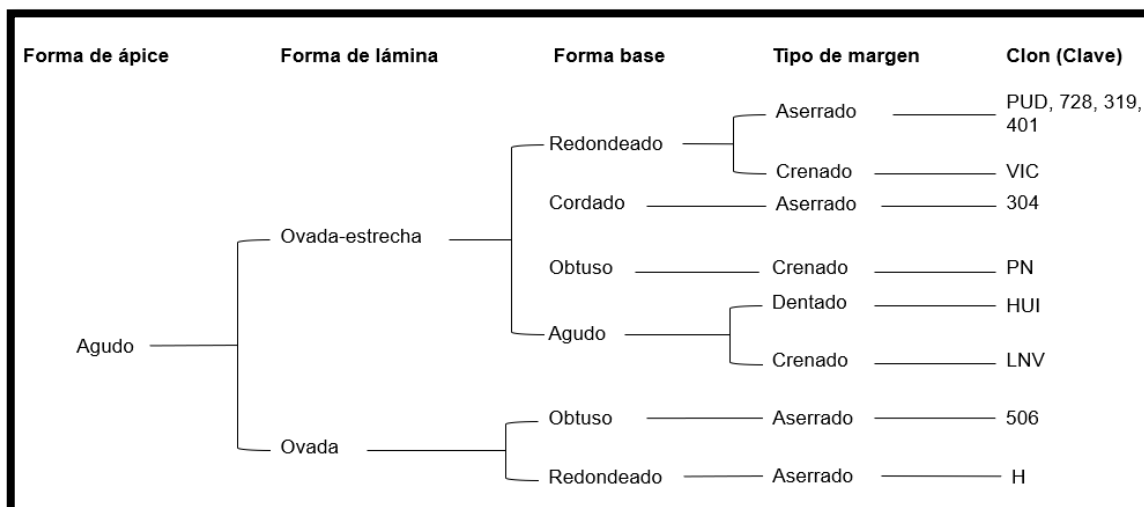 Forma de ápice Forma de lámina Forma base Tipo de margen Clon (Clave)
Aserrado PUD, 728, 319,
401
Redondeado
Crenado VIC
Cordado Aserrado 304
Ovada-estrecha
Obtuso Crenado PN
Dentado HUI
Agudo
Agudo
Crenado LNV
Obtuso Aserrado 506
Ovada
Redondeado Aserrado H